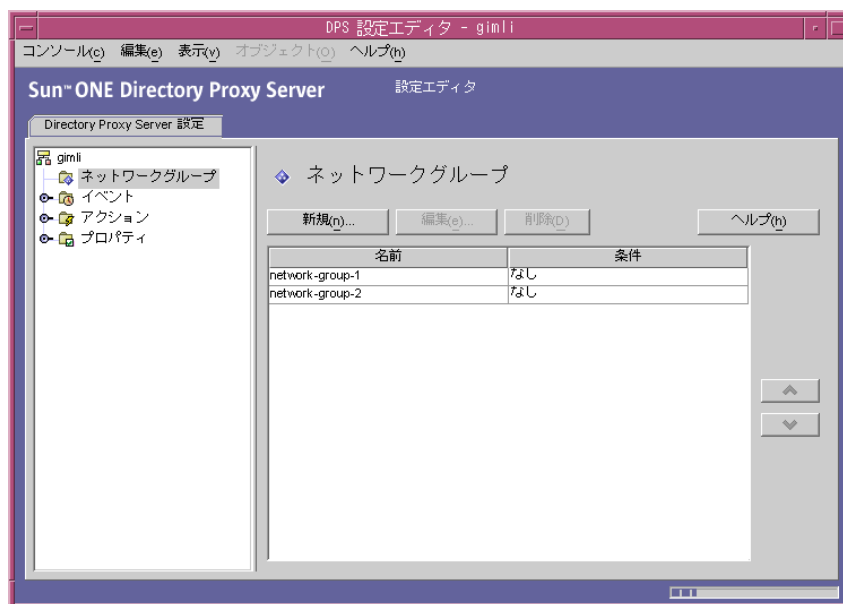 DPS 設定エディタ - gimli
コンソール(c) 編集(e) 表示(v) オブジェクト(O) ヘルプ(h)
Sun™ ONE Directory Proxy Server 設定エディタ
Directory Proxy Server 設定
gimli
ネットワークグループ
イベント
アクション
プロパティ
ネットワークグループ
新規(n)... 編集(e)... 削除(D) ヘルプ(h)
名前 条件
network-group-1 なし
network-group-2 なし